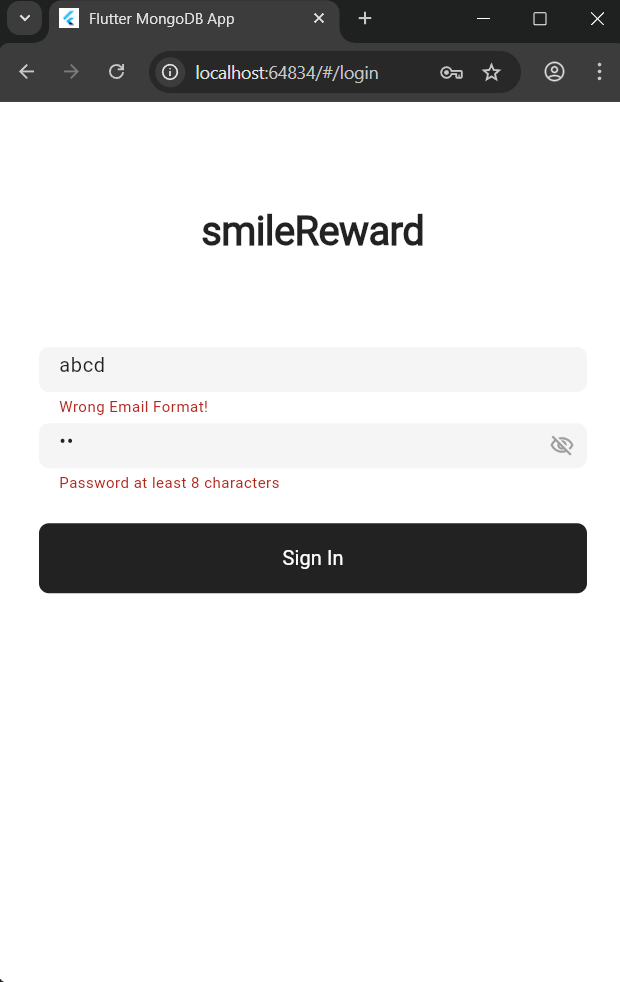 Flutter MongoDB App
localhost:64834/#/login
smileReward
abcd
Wrong Email Format!
••
Password at least 8 characters
Sign In